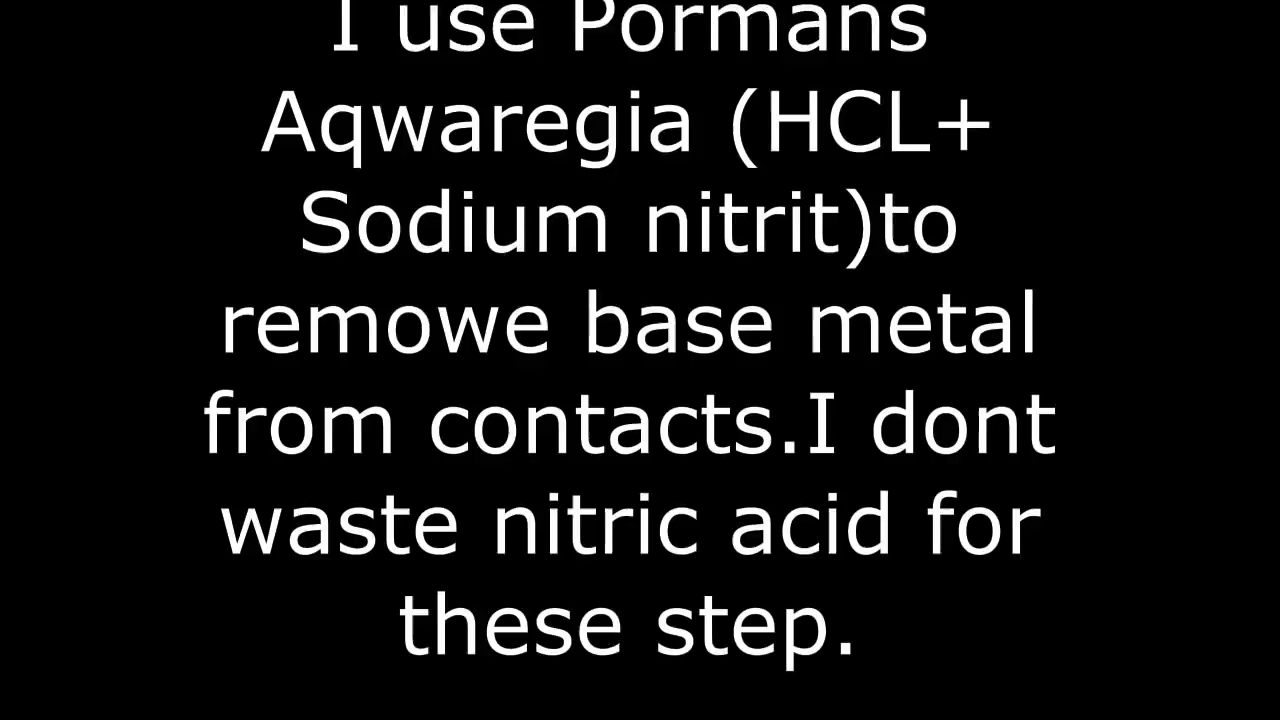 I use Pormans
Aqwaregia (HCL+
Sodium nitrit)to
remowe base metal
from contacts.I dont
waste nitric acid for
these step.